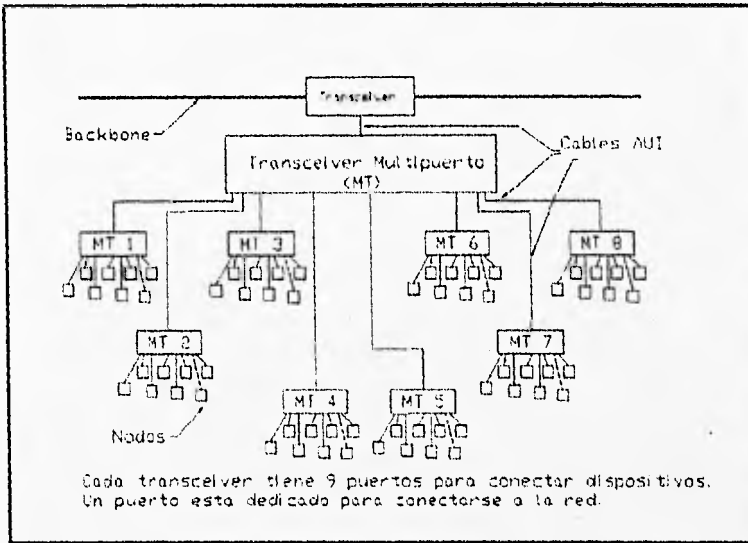 Transceiver
Backbone
Cables AUI
Transceiver Multipuerto
(MT)
MT 1
MT 3
MT 6
MT 8
MT 2
MT 7
MT 4
MT 5
Nodos
Cada transceiver tiene 9 puertos para conectar dispositivos.
Un puerto esta dedicado para conectarse a la red.